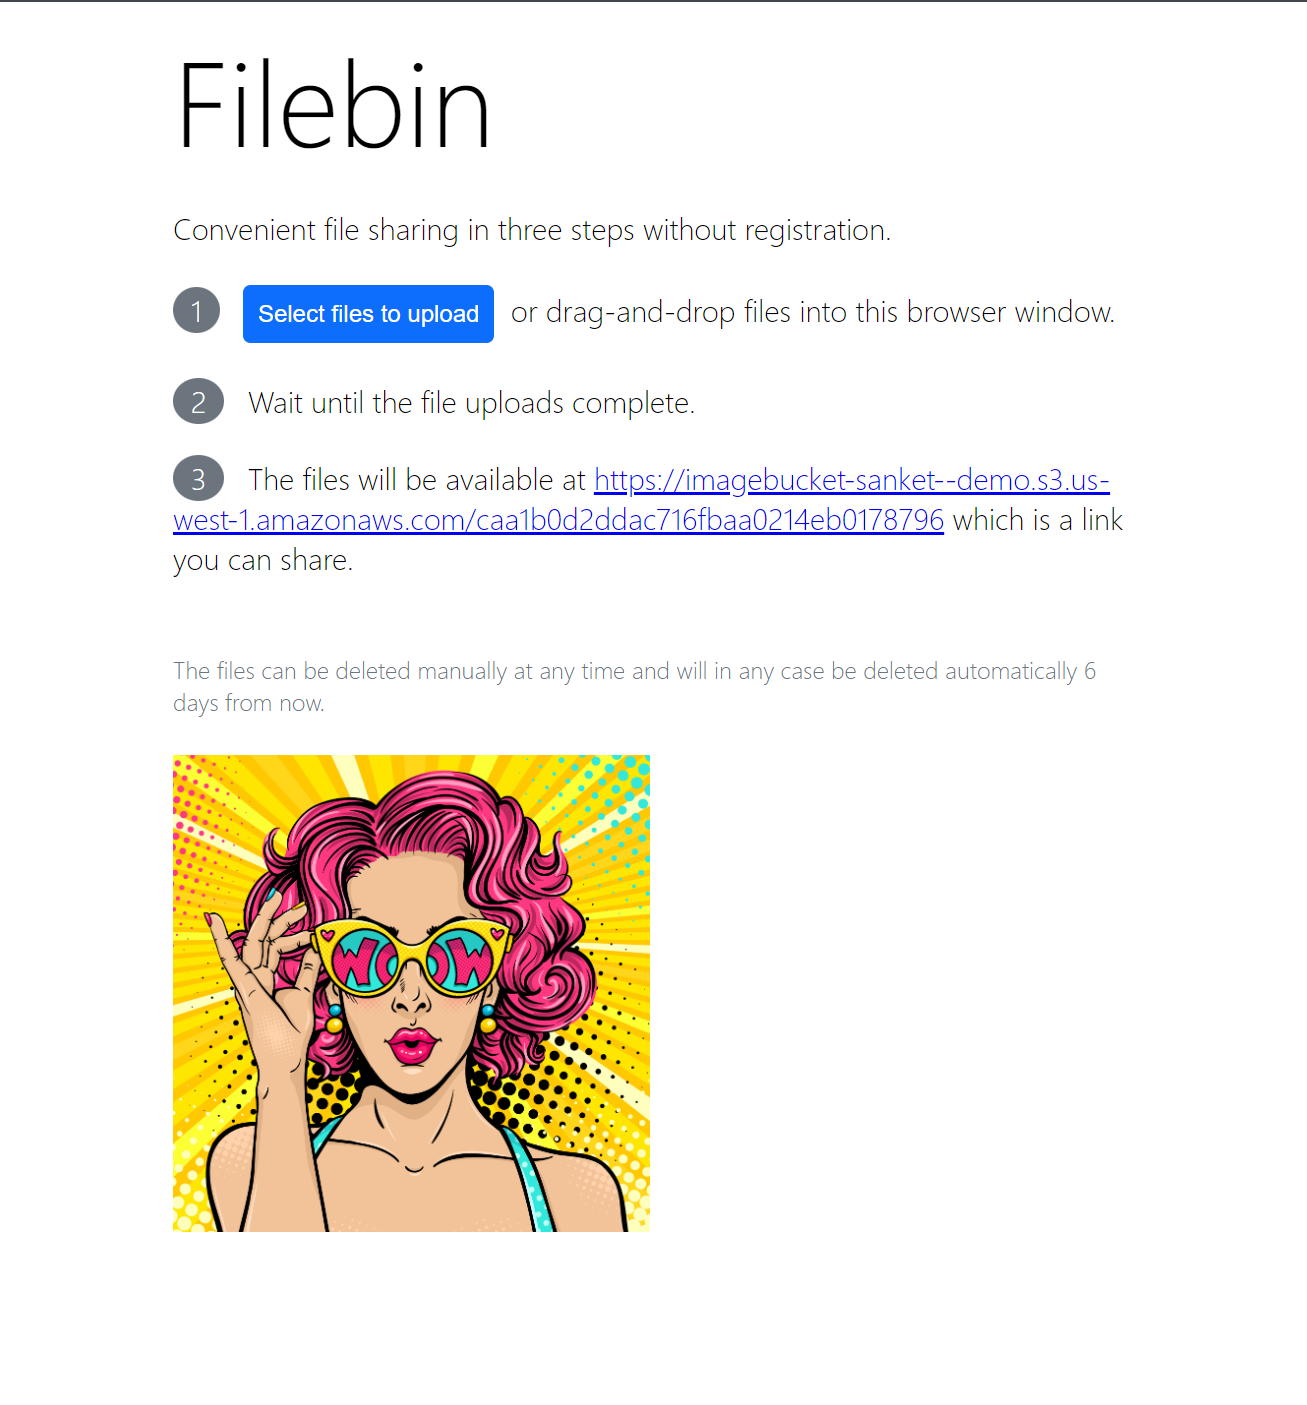 Filebin
Convenient file sharing in three steps without registration.
1 Select files to upload or drag-and-drop files into this browser window.
2 Wait until the file uploads complete.
3 The files will be available at https://imagebucket-sanket--demo.s3.us-
west-1.amazonaws.com/caa1b0d2ddac716fbaa0214eb0178796 which is a link
you can share.
The files can be deleted manually at any time and will in any case be deleted automatically 6
days from now.
WOW